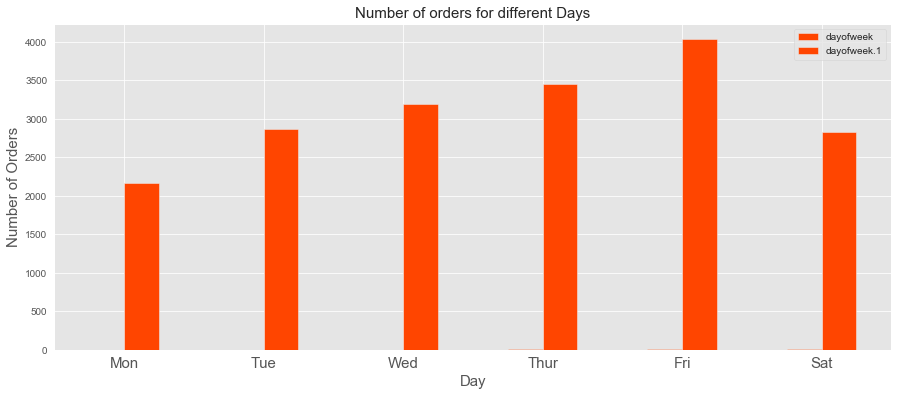 Number of orders for different Days
dayofweek
dayofweek.1
Number of Orders
4000
3500
3000
2500
2000
1500
1000
500
0
Mon Tue Wed Thur Fri Sat
Day